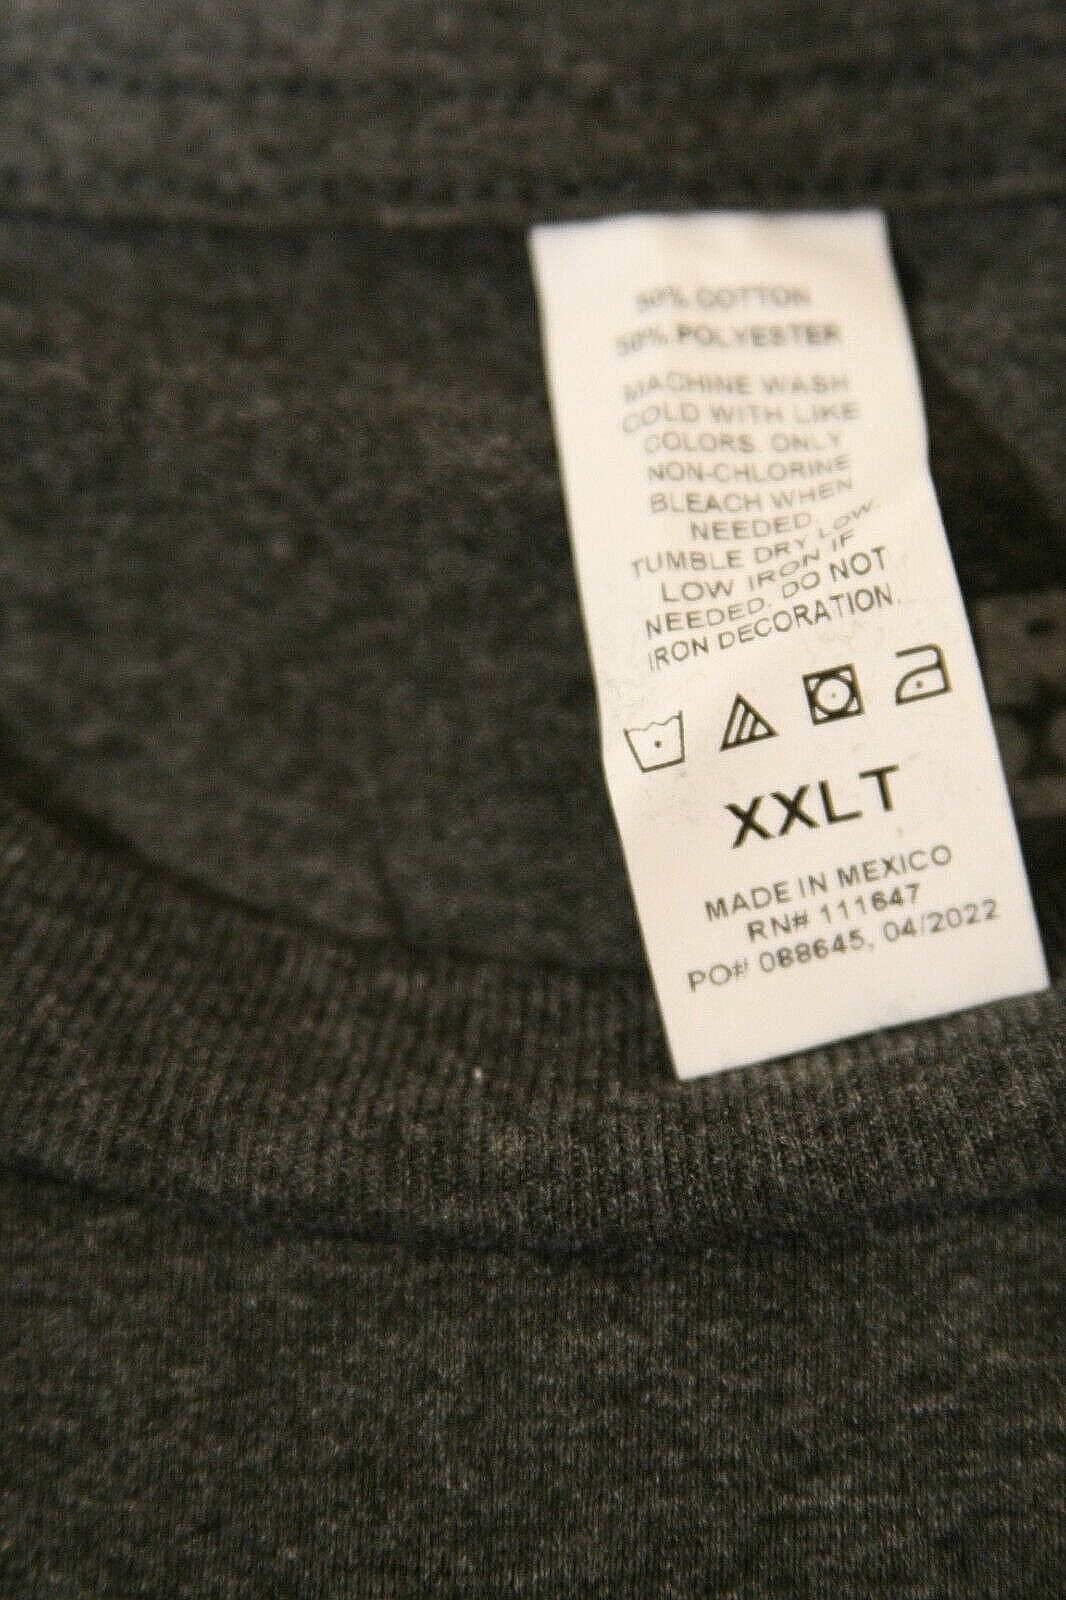 50% COTTON
50% POLYESTER
MACHINE WASH
COLD WITH LIKE
COLORS. ONLY
NON-CHLORINE
BLEACH WHEN
NEEDED.
TUMBLE DRY LOW.
LOW IRON IF
NEEDED. DO NOT
IRON DECORATION.
XXLT
MADE IN MEXICO
RN# 111647
PO# 088645, 04/2022